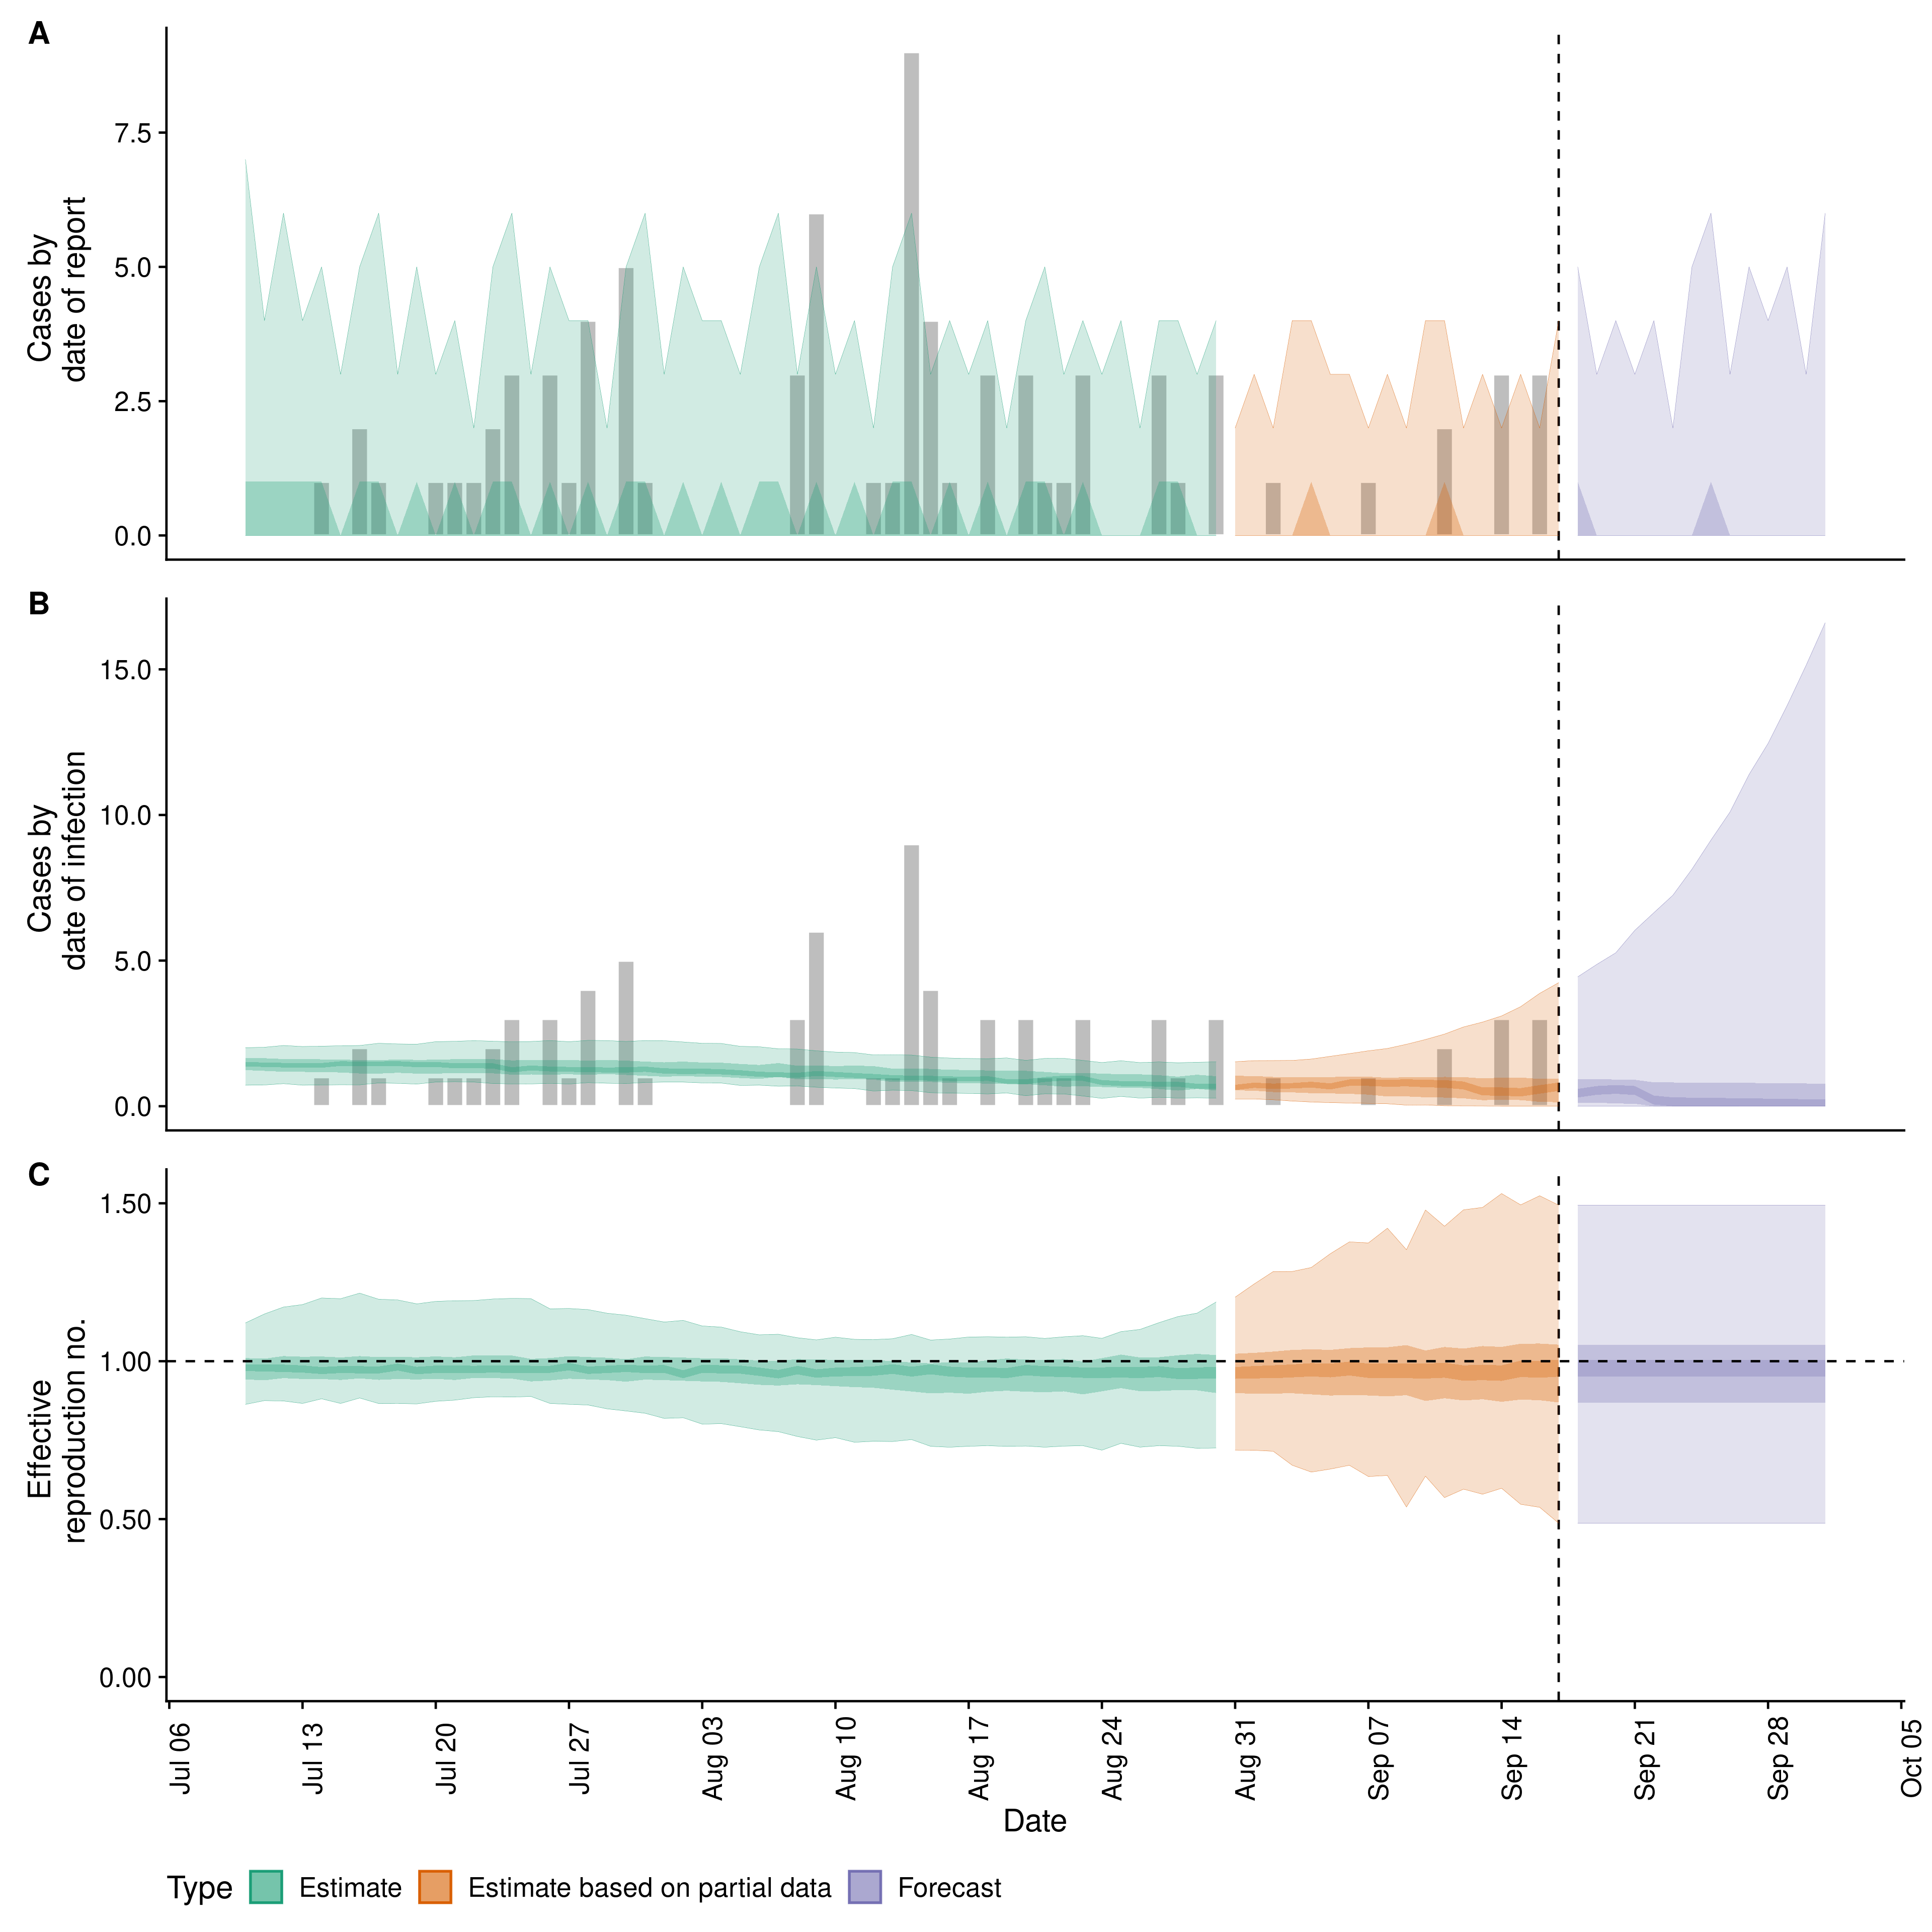 A
Cases by
date of report
7.5
5.0
2.5
0.0
B
Cases by
date of infection
15.0
10.0
5.0
0.0
C
Effective
reproduction no.
1.50
1.00
0.50
0.00
Jul 06
Jul 13
Jul 20
Jul 27
Aug 03
Aug 10
Aug 17
Aug 24
Aug 31
Sep 07
Sep 14
Sep 21
Sep 28
Oct 05
Date
Type Estimate Estimate based on partial data Forecast